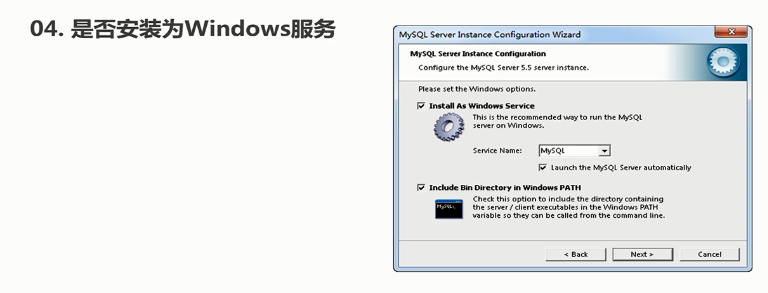 04. 是否安装为Windows服务
MySQL Server Instance Configuration Wizard
MySQL Server Instance Configuration
Configure the MySQL Server 5.5 server instance.
Please set the Windows options.
Install As Windows Service
This is the recommended way to run the MySQL
server on Windows.
Service Name: MySQL
Launch the MySQL Server automatically
Include Bin Directory in Windows PATH
Check this option to include the directory containing
the server / client executables in the Windows PATH
variable so they can be called from the command line.
< Back Next > Cancel